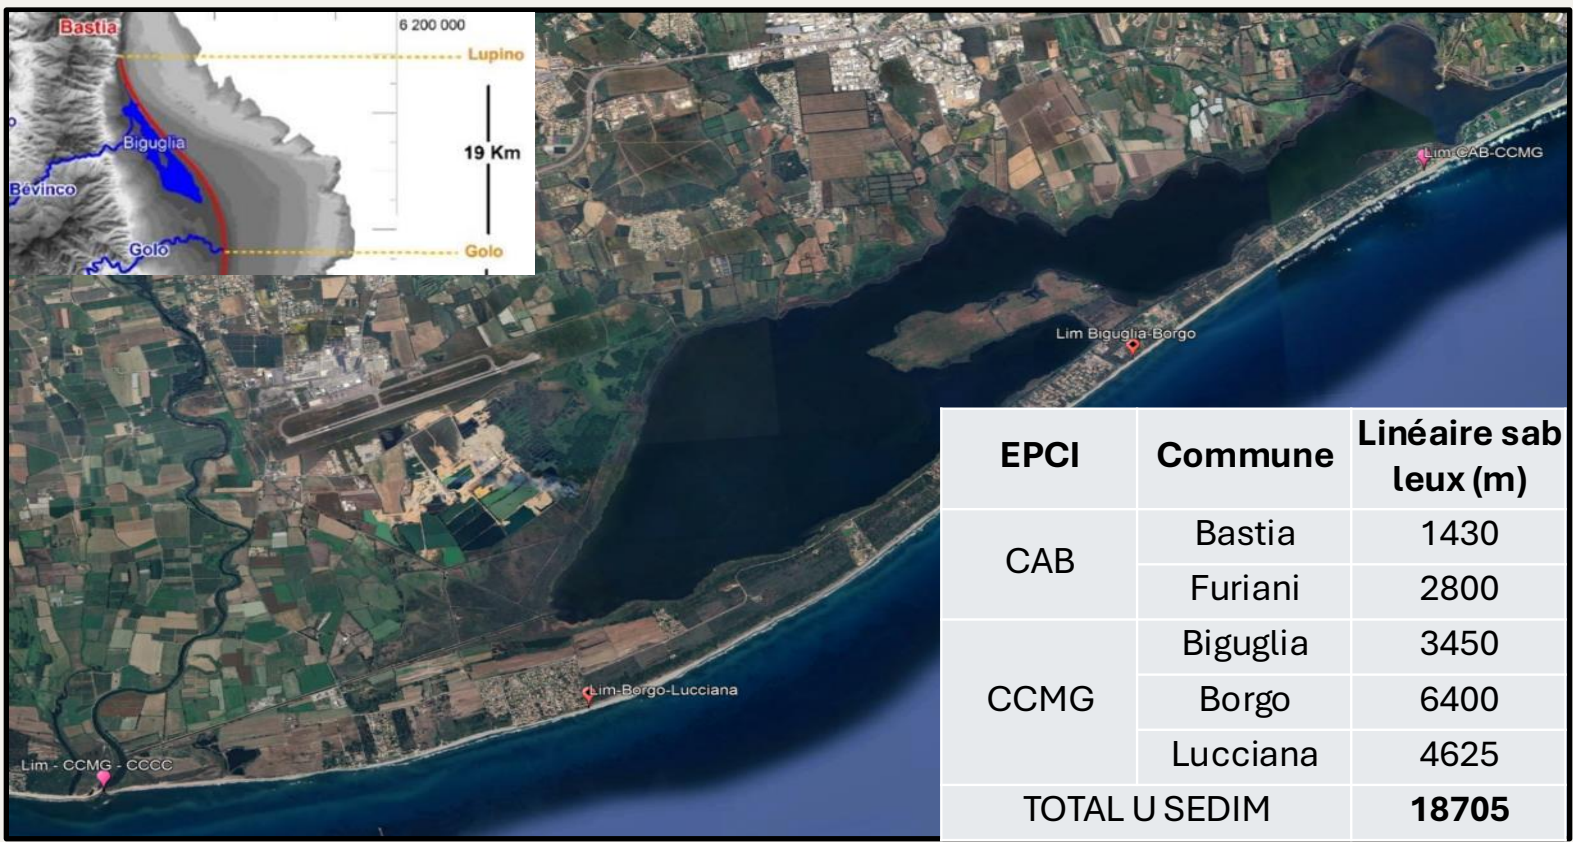 Bastia
6 200 000
Lupino
Biguglia
19 Km
Bévinco
Golo
Golo
Lim-CAB-CCMG
Lim Biguglia-Borgo
Lim-Borgo-Lucciana
Lim - CCMG - CCCC
EPCI Commune Linéaire sab
leux (m)
CAB Bastia 1430
Furiani 2800
CCMG Biguglia 3450
Borgo 6400
Lucciana 4625
TOTAL U SEDIM 18705